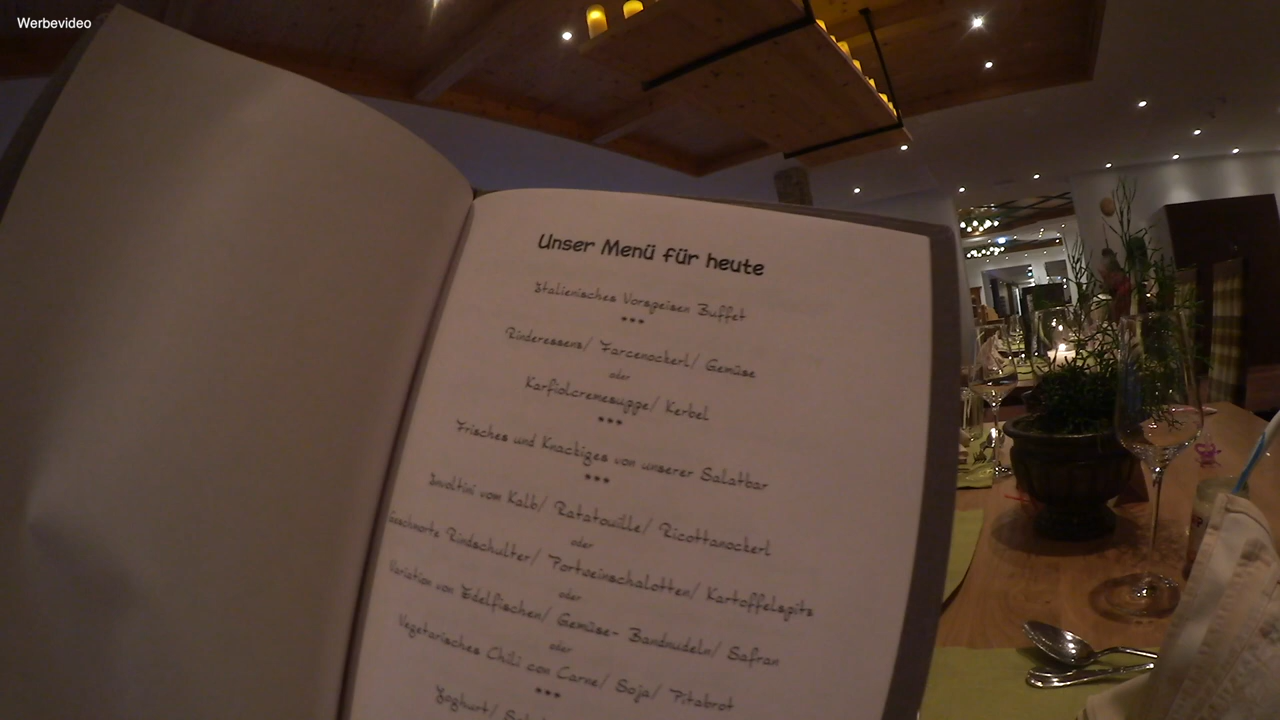 Werbevideo
Unser Menü für heute
Italienisches Vorspeisen Buffet
***
Rinderessenz/ Farcenockerl/ Gemüse
oder
Karfiolcremesuppe/ Kerbel
***
Frisches und Knackiges von unserer Salatbar
***
Involtini vom Kalb/ Ratatouille/ Ricottanockerl
oder
Rindschulter/ Portweinschalotten/ Kartoffelspitz
oder
Variation von Edelfischen/ Gemüse- Bandnudeln/ Safran
oder
Vegetarisches Chili con Carne/ Soja/ Pitabrot
***
Joghurt/